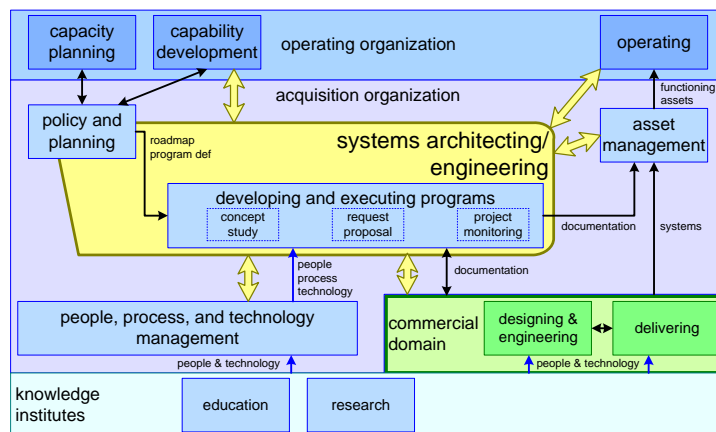 capacity
planning
capability
development
operating organization
operating
acquisition organization
functioning
assets
policy and
planning
roadmap
program def
systems architecting/
engineering
asset
management
developing and executing programs
concept
study
request
proposal
project
monitoring
documentation
systems
people
process
technology
documentation
people, process, and technology
management
commercial
domain
designing &
engineering
delivering
people & technology
people & technology
knowledge
institutes
education
research